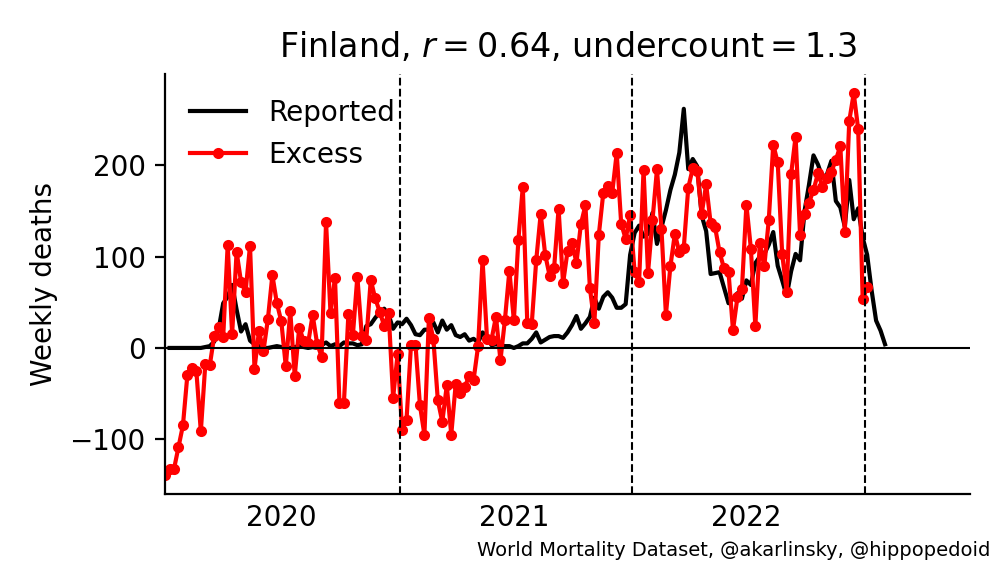 Finland, r = 0.64, undercount = 1.3
Reported
Excess
Weekly deaths
200
100
0
−100
2020
2021
2022
World Mortality Dataset, @akarlinsky, @hippopedoid